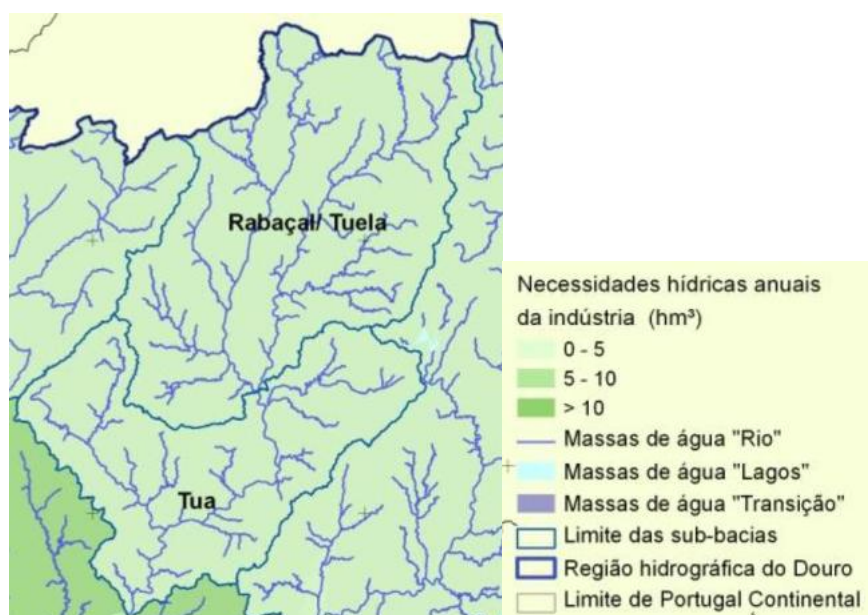 Rabaçal/ Tuela
Tua
Necessidades hídricas anuais
da indústria (hm³)
0 - 5
5 - 10
> 10
Massas de água "Rio"
Massas de água "Lagos"
Massas de água "Transição"
Limite das sub-bacias
Região hidrográfica do Douro
Limite de Portugal Continental